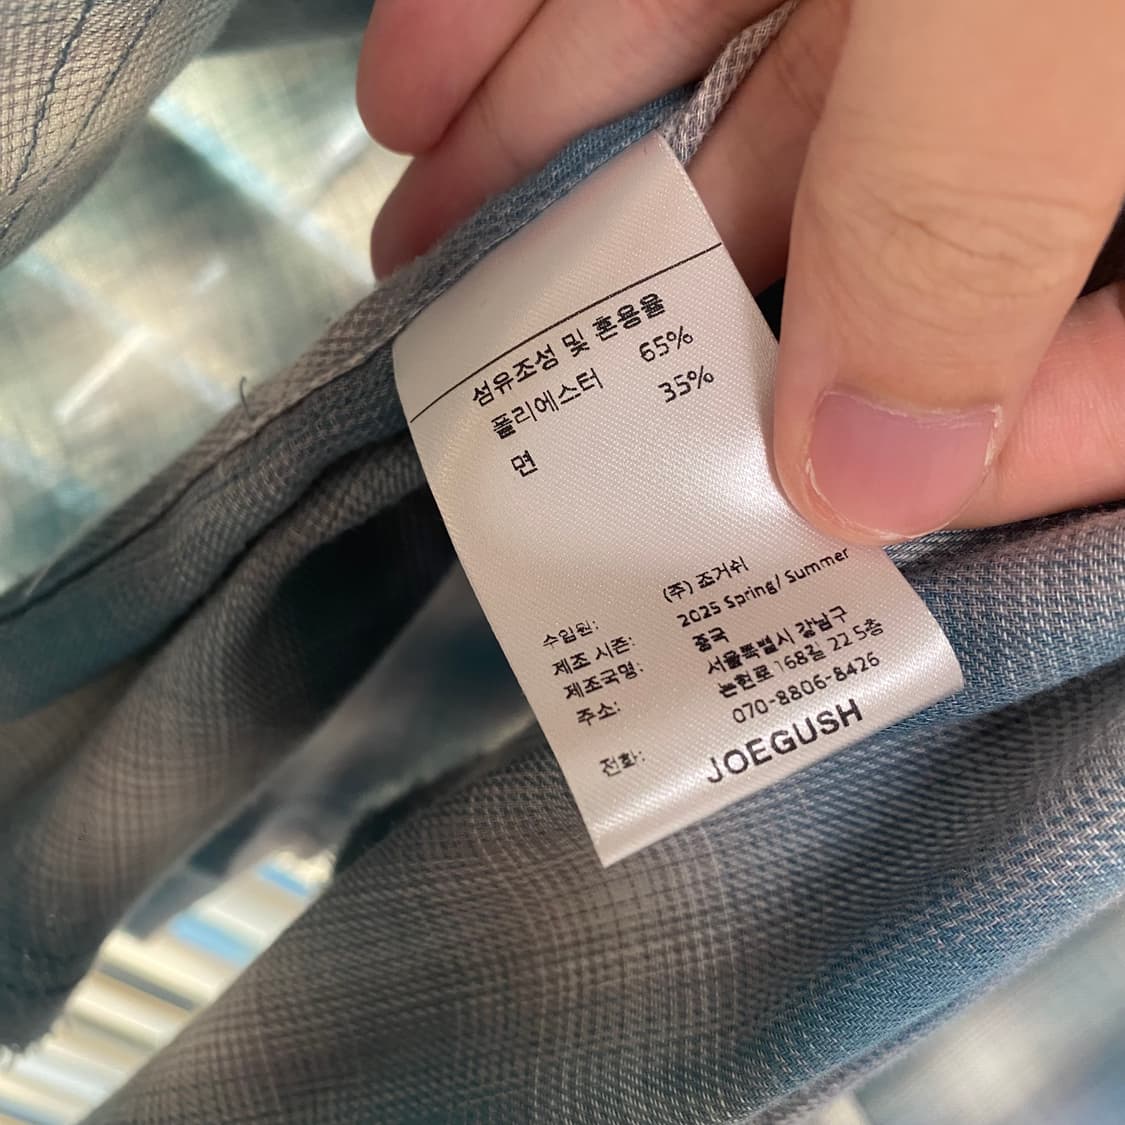 섬유조성 및 혼용율
폴리에스터 65%
면 35%
수입원: (주) 죠거쉬
제조 시즌: 2025 Spring/ Summer
제조국명: 중국
주소: 서울특별시 강남구
논현로 168길 22 5층
전화: 070-8806-8426
JOEGUSH